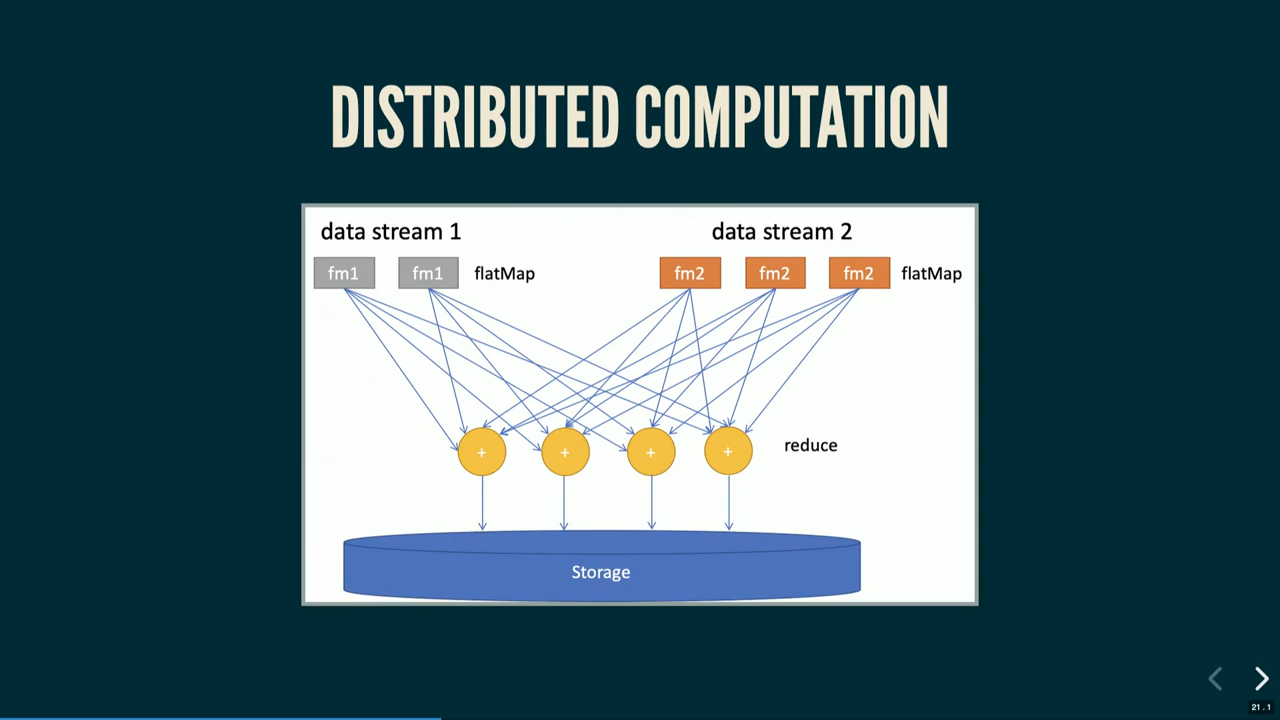 DISTRIBUTED COMPUTATION
data stream 1
data stream 2
fm1
fm1
flatMap
fm2
fm2
fm2
flatMap
+
+
+
+
reduce
Storage
21.1